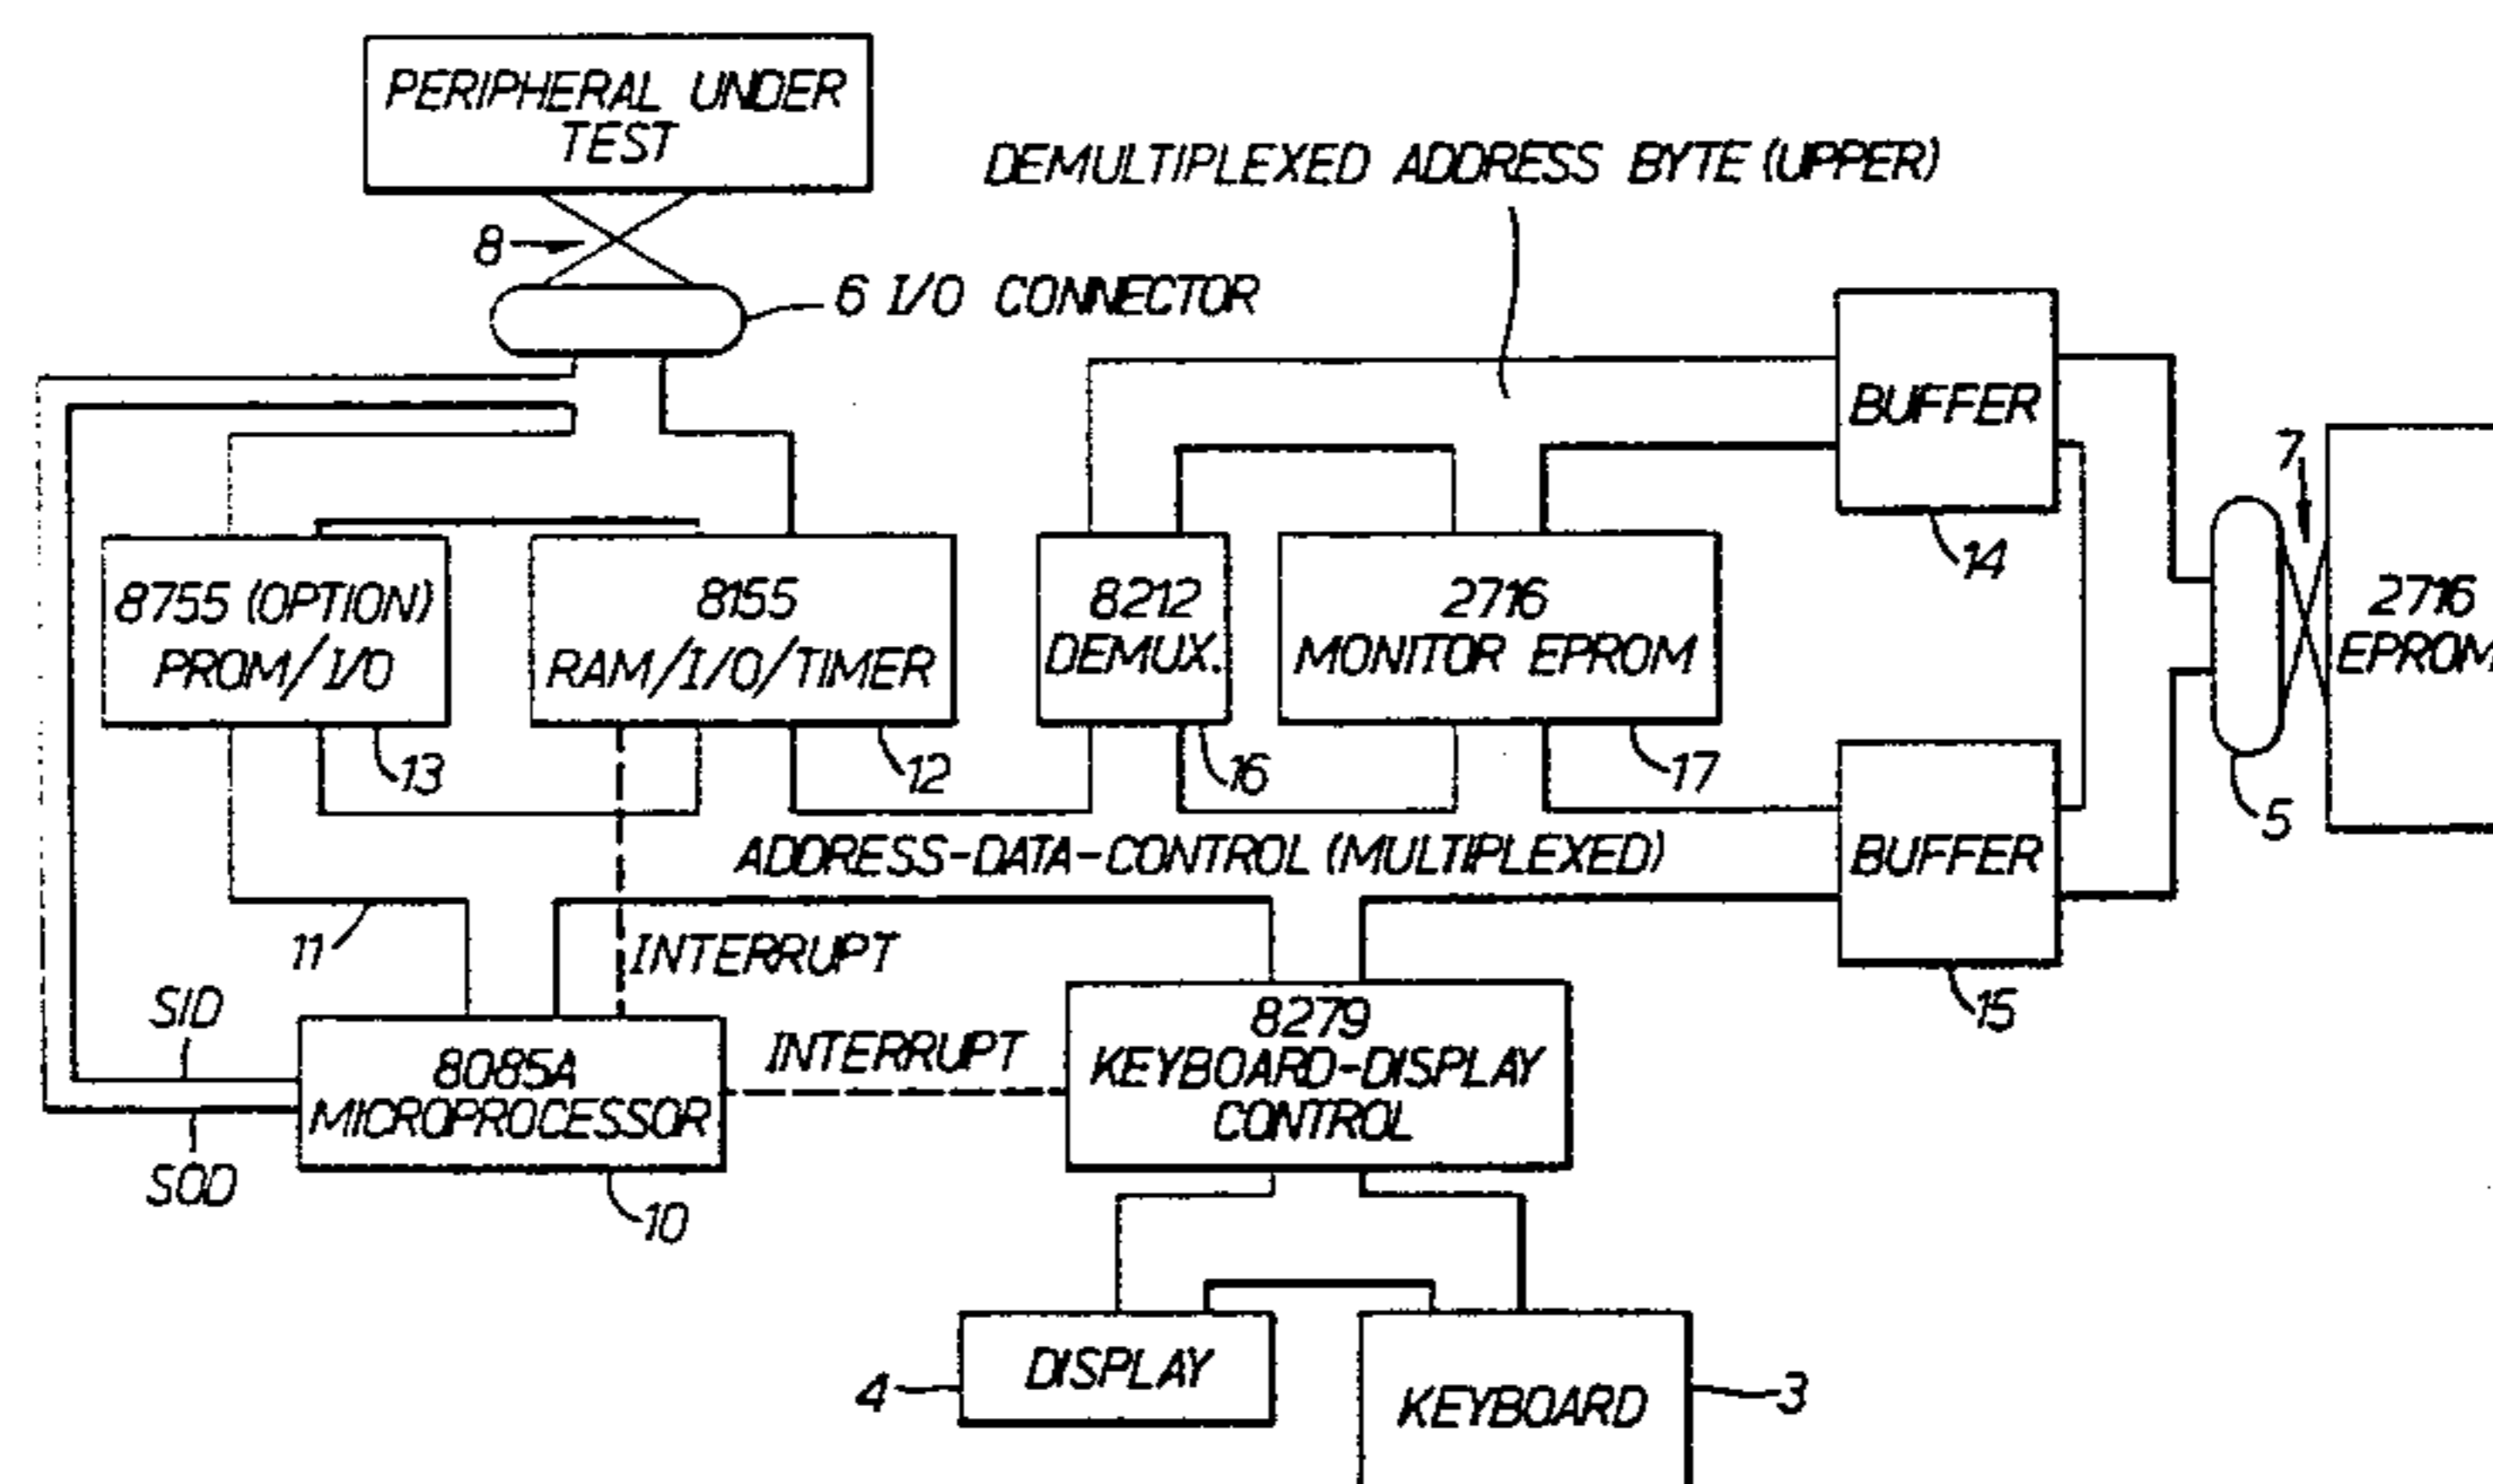 PERIPHERAL UNDER
TEST
DEMULTIPLEXED ADDRESS BYTE (UPPER)
8
6 I/O CONNECTOR
BUFFER
7
14
8755 (OPTION)
PROM/I/O
8155
RAM/I/O/TIMER
8212
DEMUX.
2716
MONITOR EPROM
2716
EPROM
13
12
16
17
5
ADDRESS-DATA-CONTROL (MULTIPLEXED)
BUFFER
11
INTERRUPT
15
SID
8085A
MICROPROCESSOR
INTERRUPT
8279
KEYBOARD-DISPLAY
CONTROL
SOD
10
DISPLAY
4
KEYBOARD
3